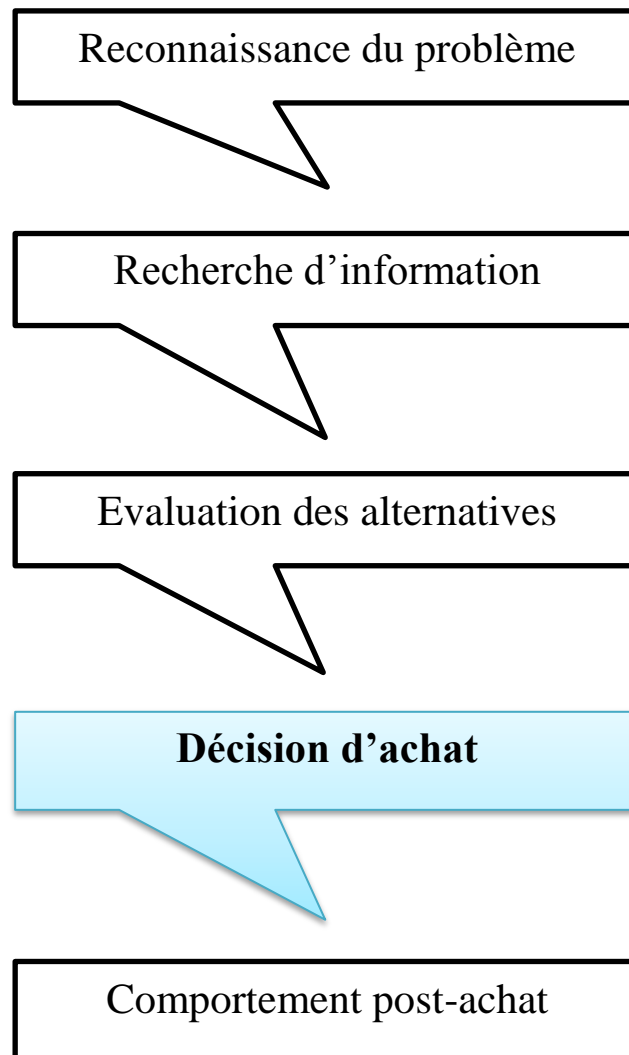 Reconnaissance du problème
Recherche d’information
Evaluation des alternatives
Décision d’achat
Comportement post-achat